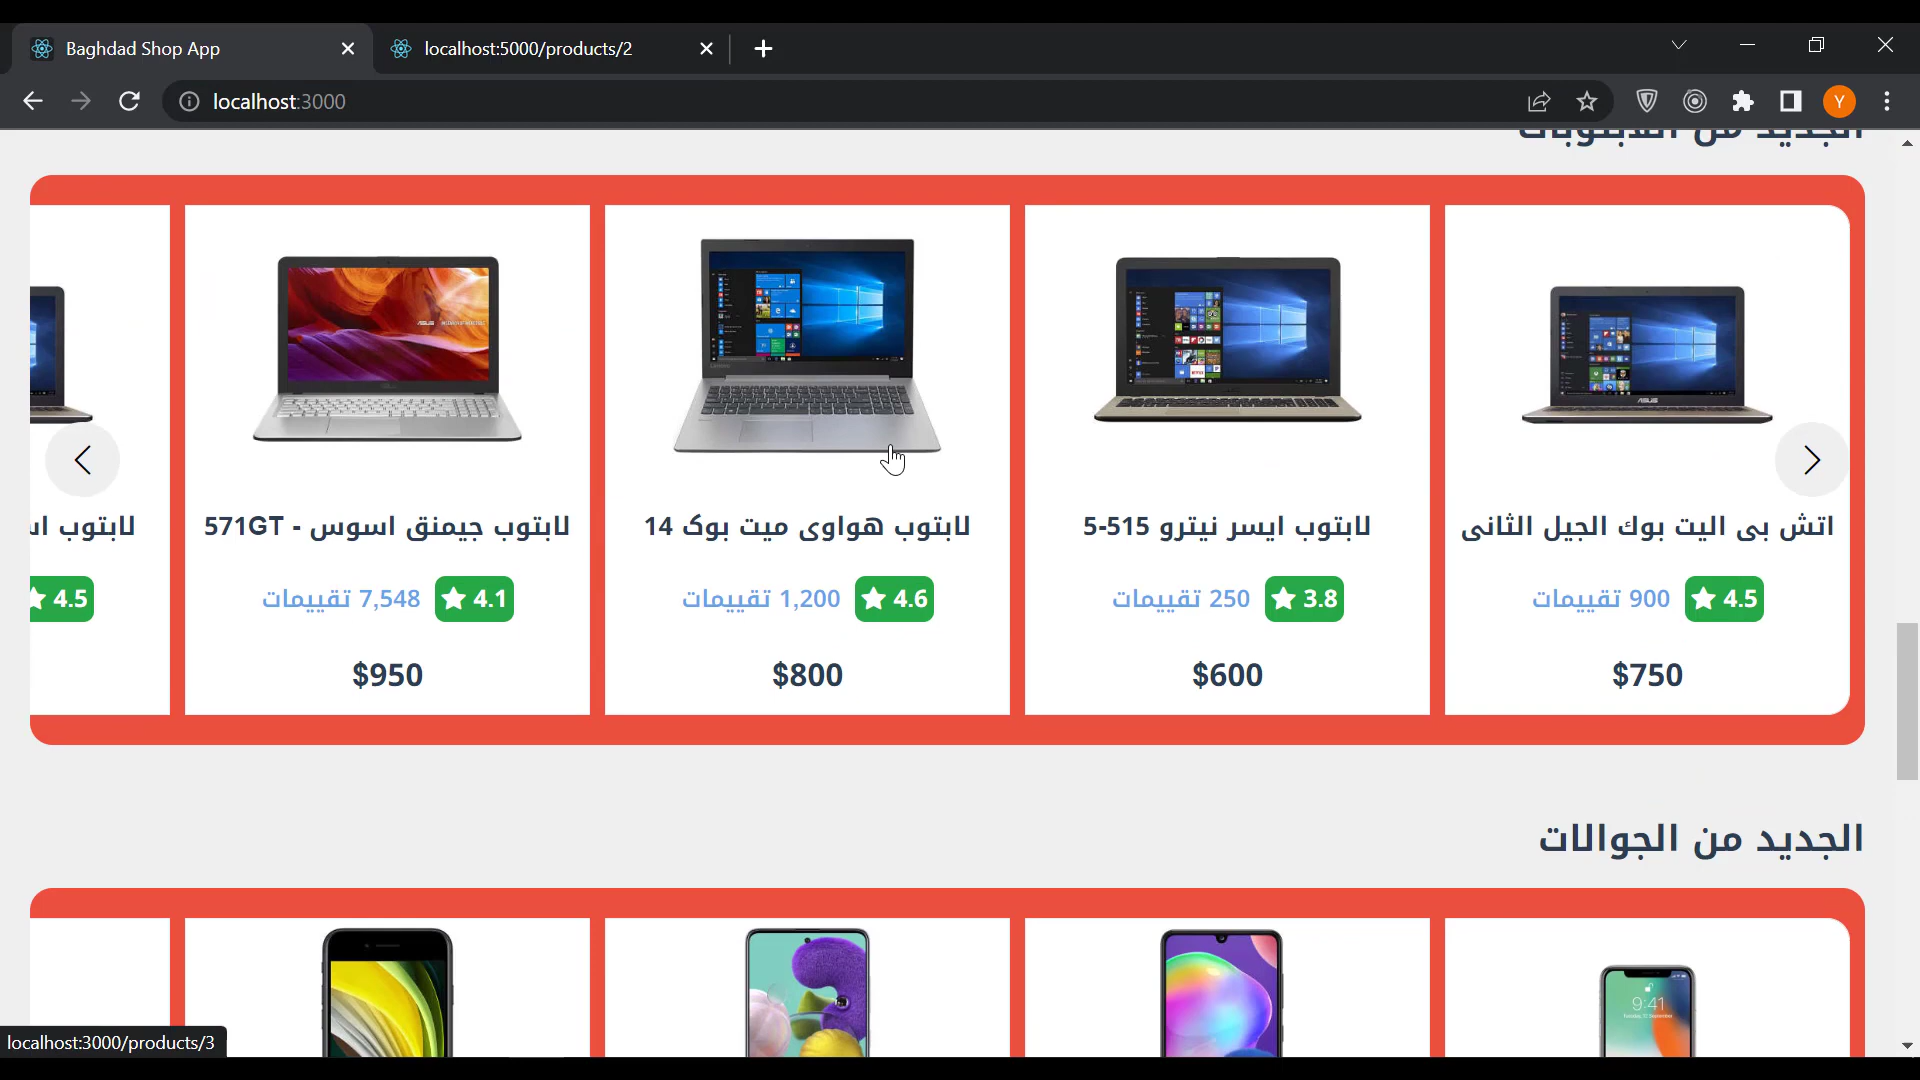 Baghdad Shop App
localhost:5000/products/2
localhost:3000
Y
الجديد من اللابتوبات
اتش بى اليت بوك الجيل الثانى
4.5
900 تقييمات
$750
لابتوب ايسر نيترو 515-5
3.8
250 تقييمات
$600
لابتوب هواوى ميت بوك 14
4.6
1,200 تقييمات
$800
لابتوب جيمنق اسوس - 571GT
4.1
7,548 تقييمات
$950
لابتوب
4.5
الجديد من الجوالات
9:41
localhost:3000/products/3